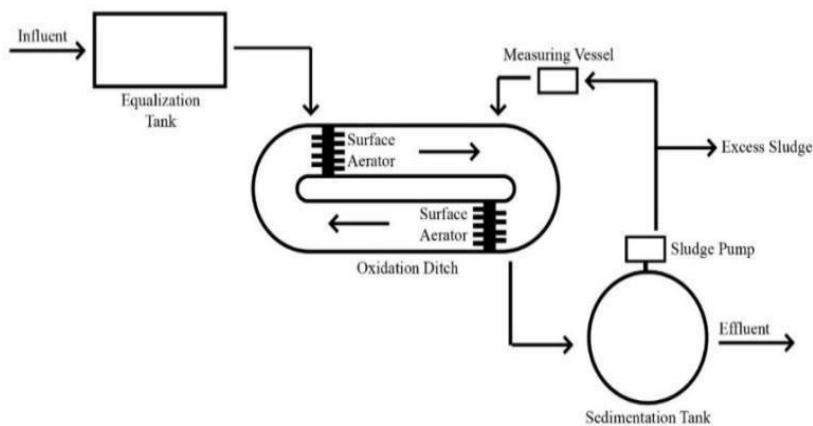 Influent
Equalization
Tank
Measuring Vessel
Surface
Aerator
Excess Sludge
Surface
Aerator
Oxidation Ditch
Sludge Pump
Effluent
Sedimentation Tank